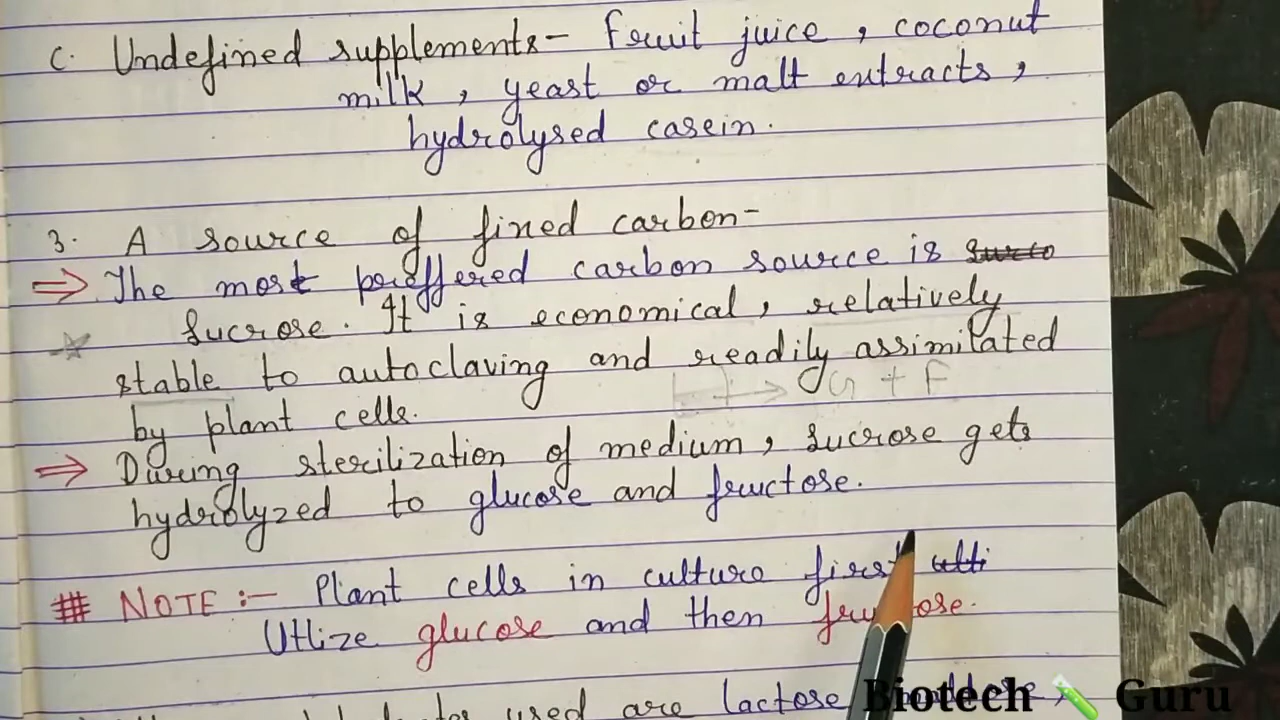 C. Undefined supplements- Fruit juice, coconut
milk, yeast or malt extracts,
hydrolysed casein.
3. A source of fixed carbon-
⇒ The most preffered carbon source is
Sucrose. It is economical, relatively
stable to autoclaving and readily assimilated
G + F
by plant cells.
⇒ During sterilization of medium, sucrose gets
hydrolyzed to glucose and fructose.
# NOTE :- Plant cells in culture first
Utlize glucose and then fructose.
used are lactose
Biotech Guru